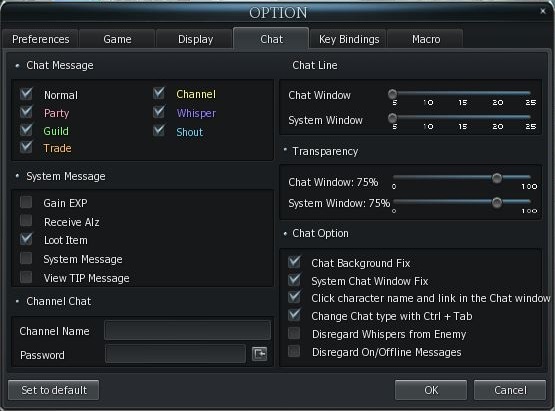 OPTION
Preferences Game Display Chat Key Bindings Macro
Chat Message
Normal Channel
Party Whisper
Guild Shout
Trade
System Message
Gain EXP
Receive Alz
Loot Item
System Message
View TIP Message
Channel Chat
Channel Name
Password
Chat Line
Chat Window
5 10 15 20 25
System Window
5 10 15 20 25
Transparency
Chat Window: 75%
0 100
System Window: 75%
0 100
Chat Option
Chat Background Fix
System Chat Window Fix
Click character name and link in the Chat window
Change Chat type with Ctrl + Tab
Disregard Whispers from Enemy
Disregard On/Offline Messages
Set to default OK Cancel